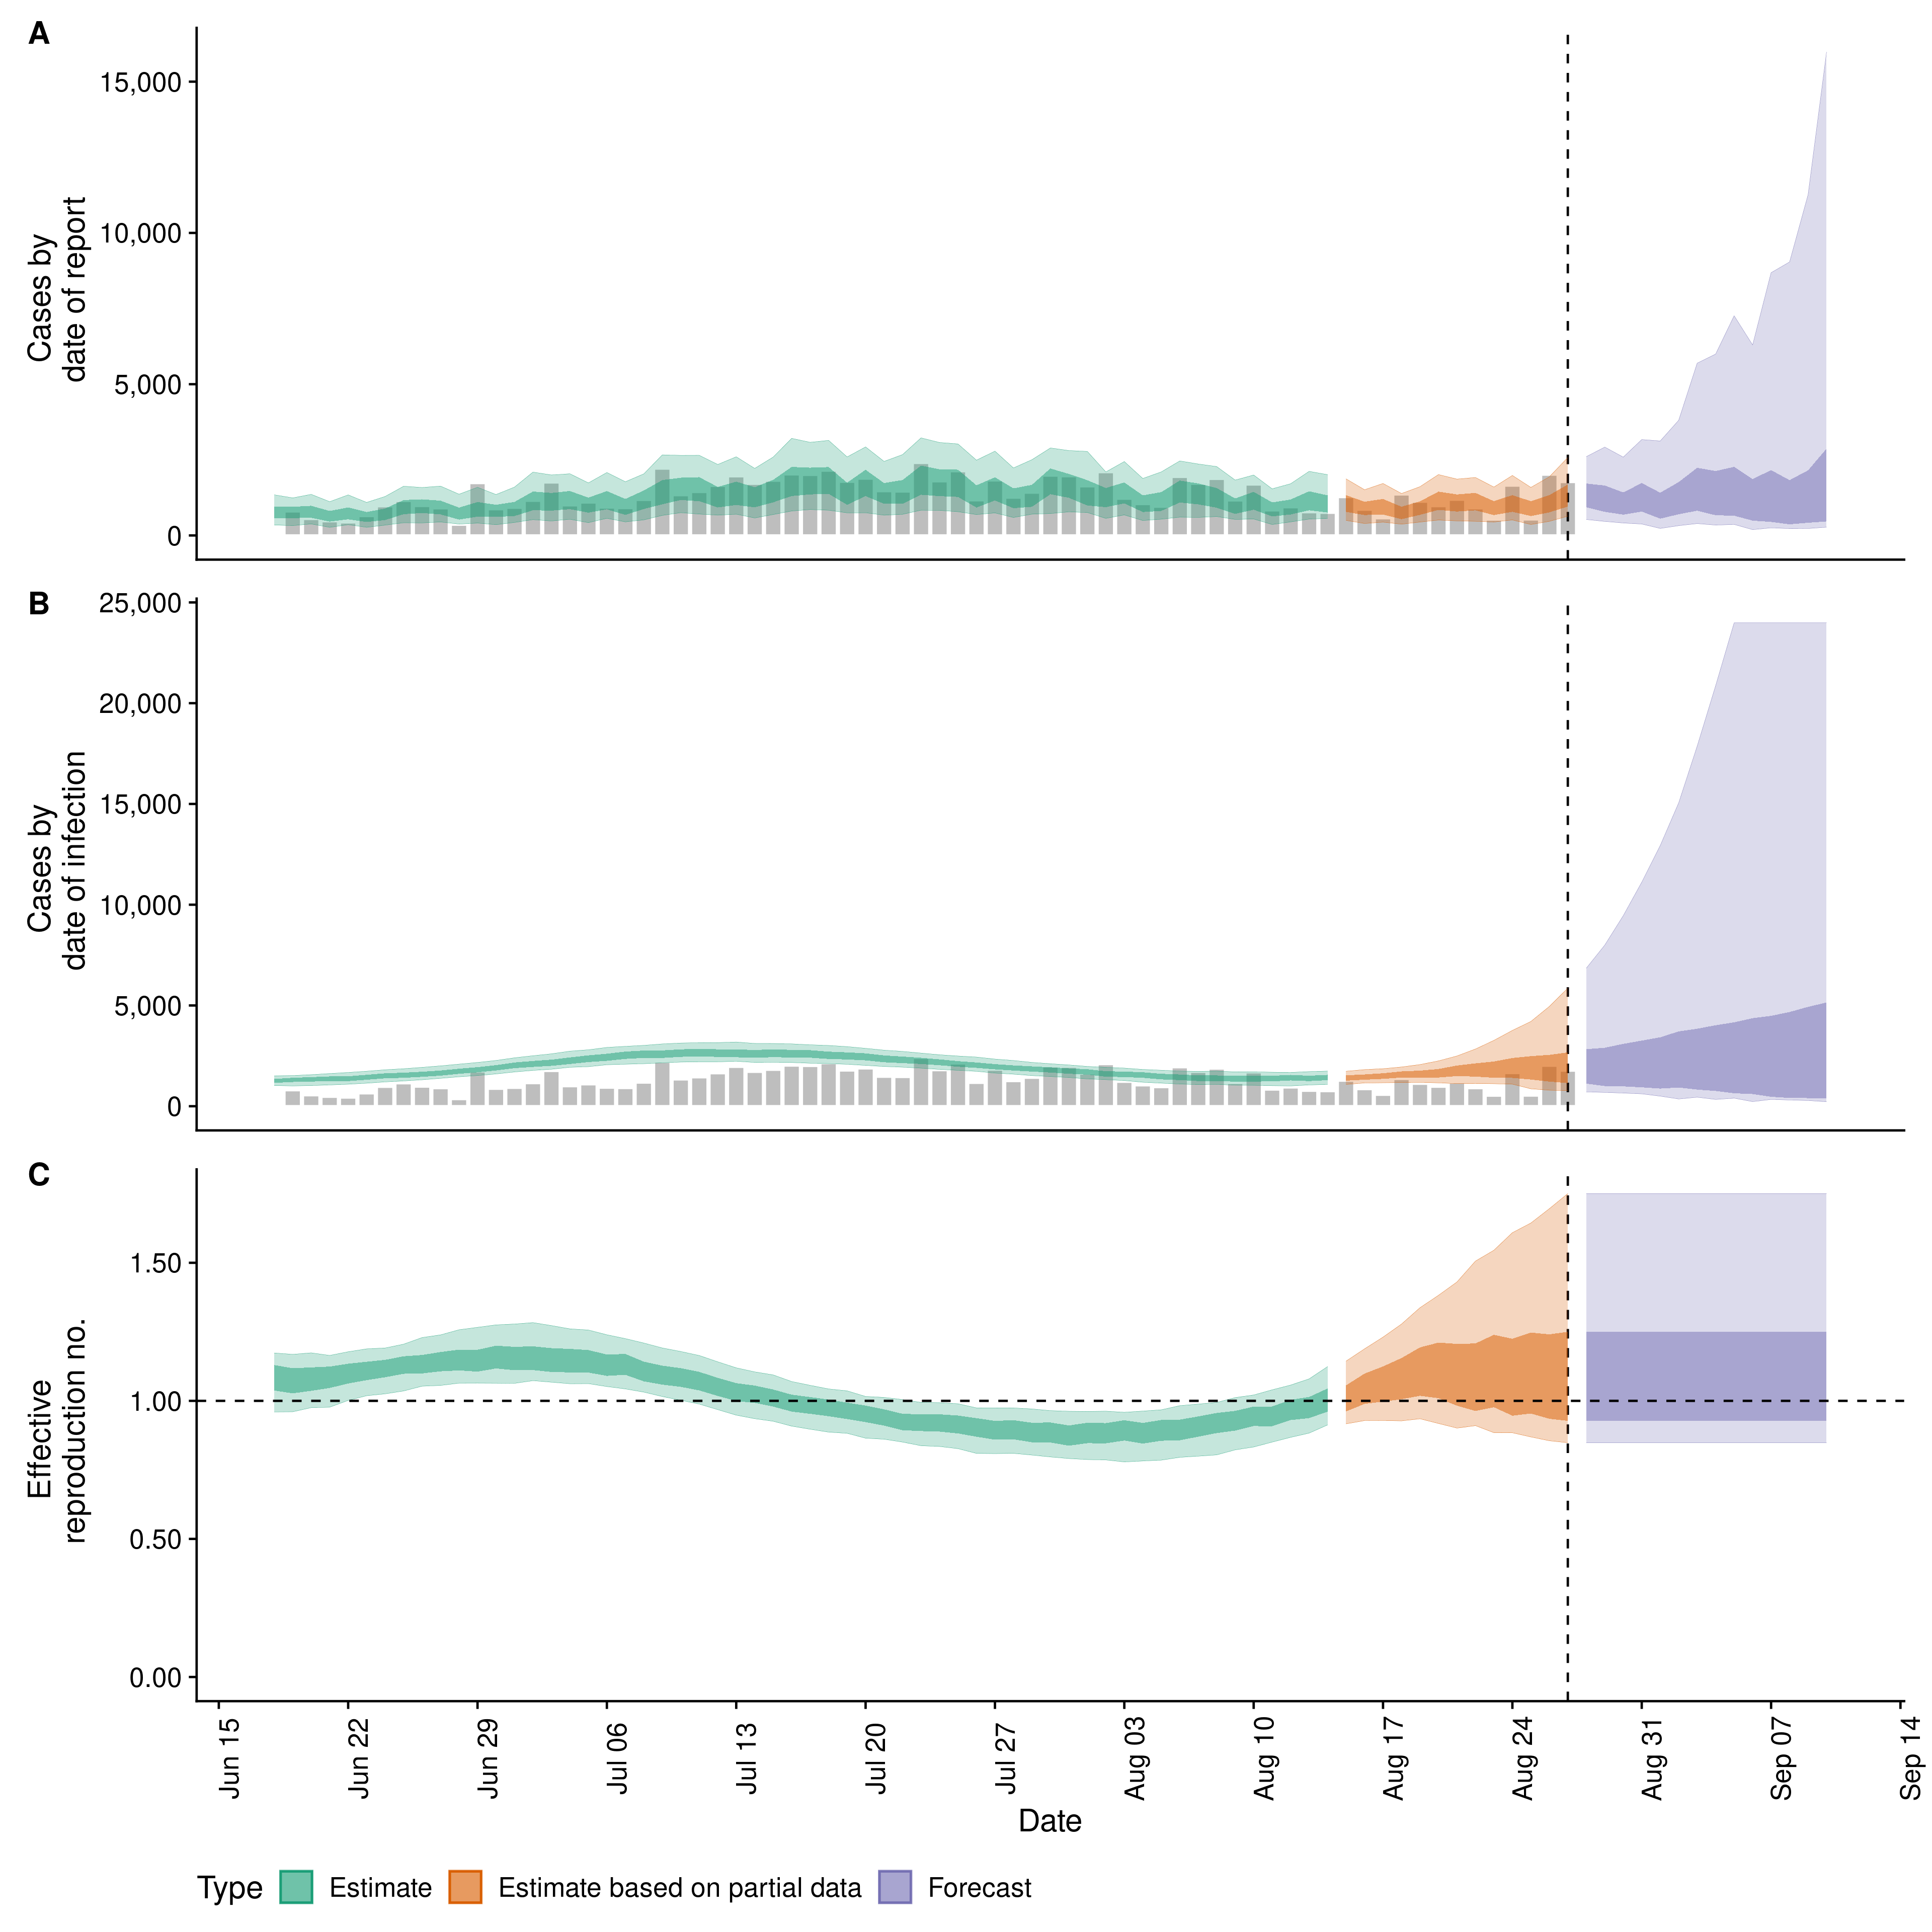 A
15,000
10,000
5,000
0
Cases by
date of report
B
25,000
20,000
15,000
10,000
5,000
0
Cases by
date of infection
C
1.50
1.00
0.50
0.00
Effective
reproduction no.
Jun 15
Jun 22
Jun 29
Jul 06
Jul 13
Jul 20
Jul 27
Aug 03
Aug 10
Aug 17
Aug 24
Aug 31
Sep 07
Sep 14
Date
Type Estimate Estimate based on partial data Forecast